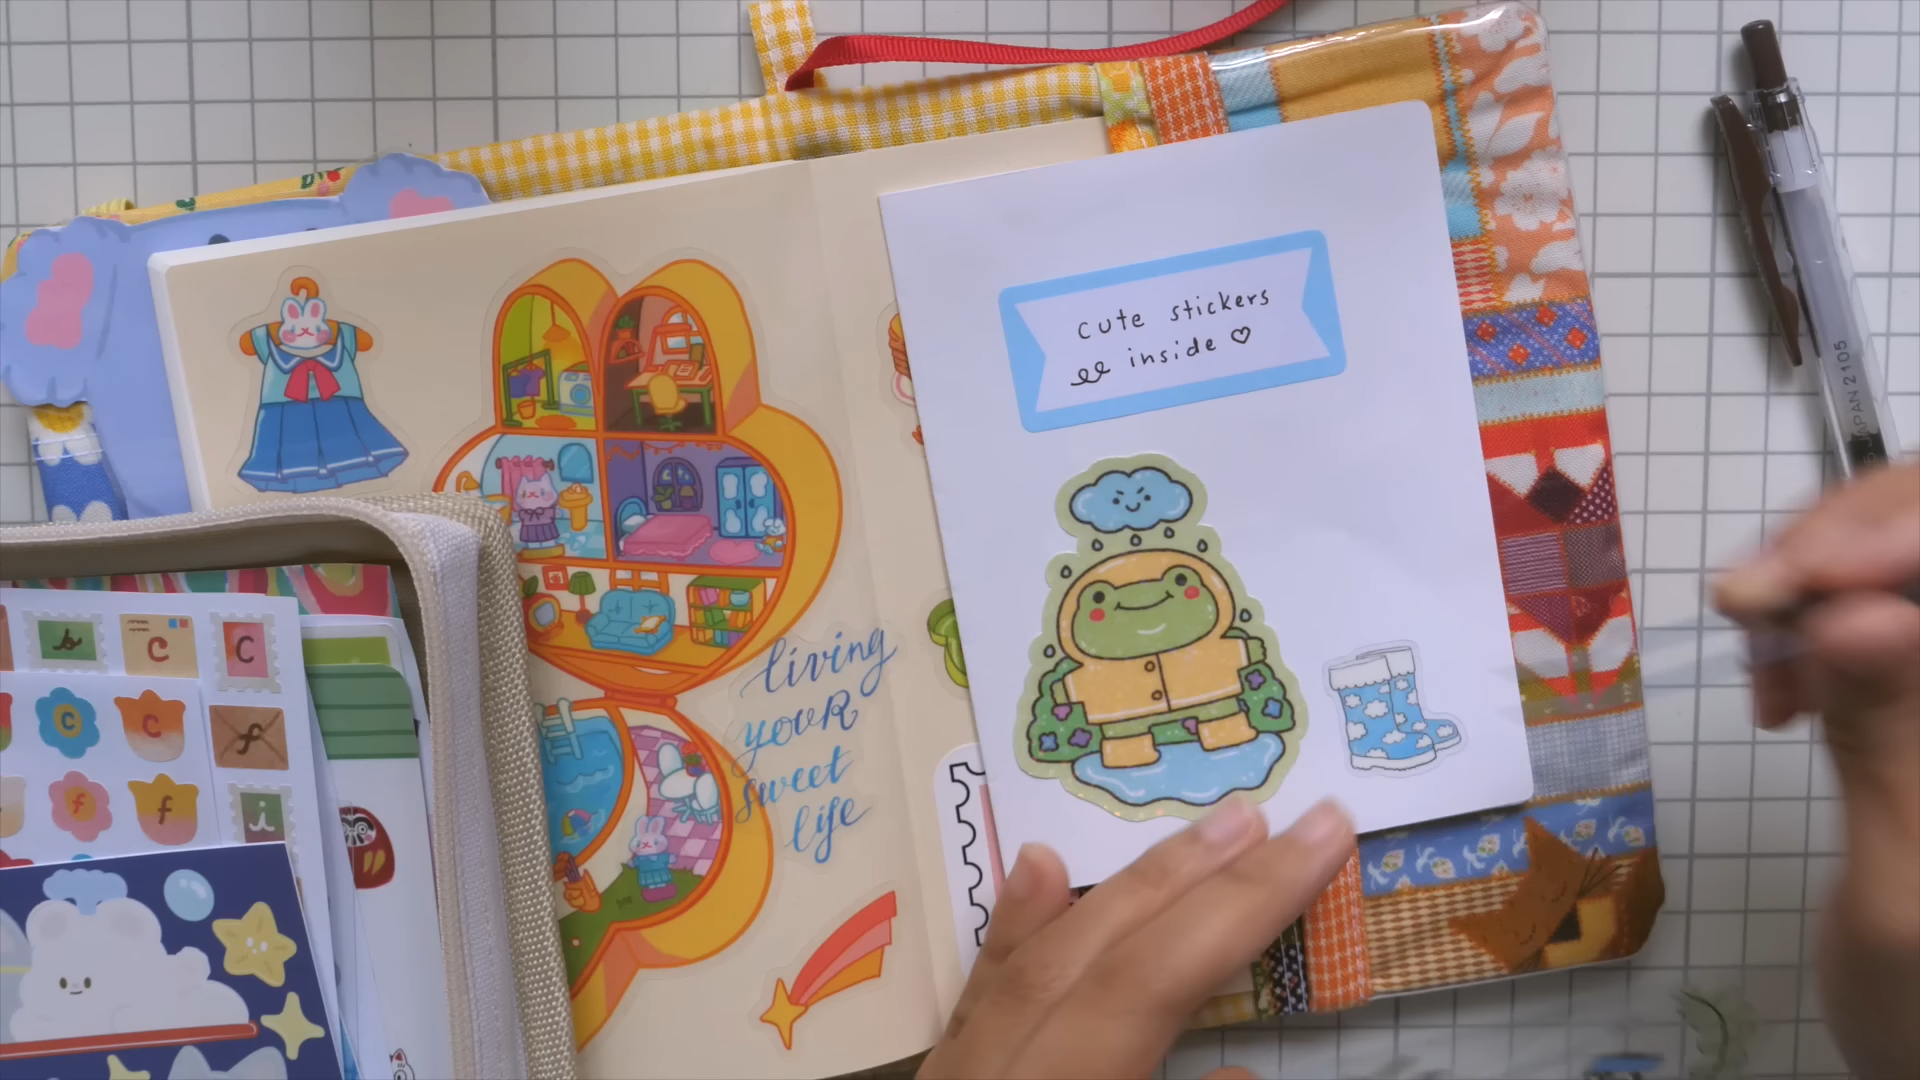 cute stickers
inside ♡
living
your
sweet
life
JAPAN 2105
b c c
c c f
f f i